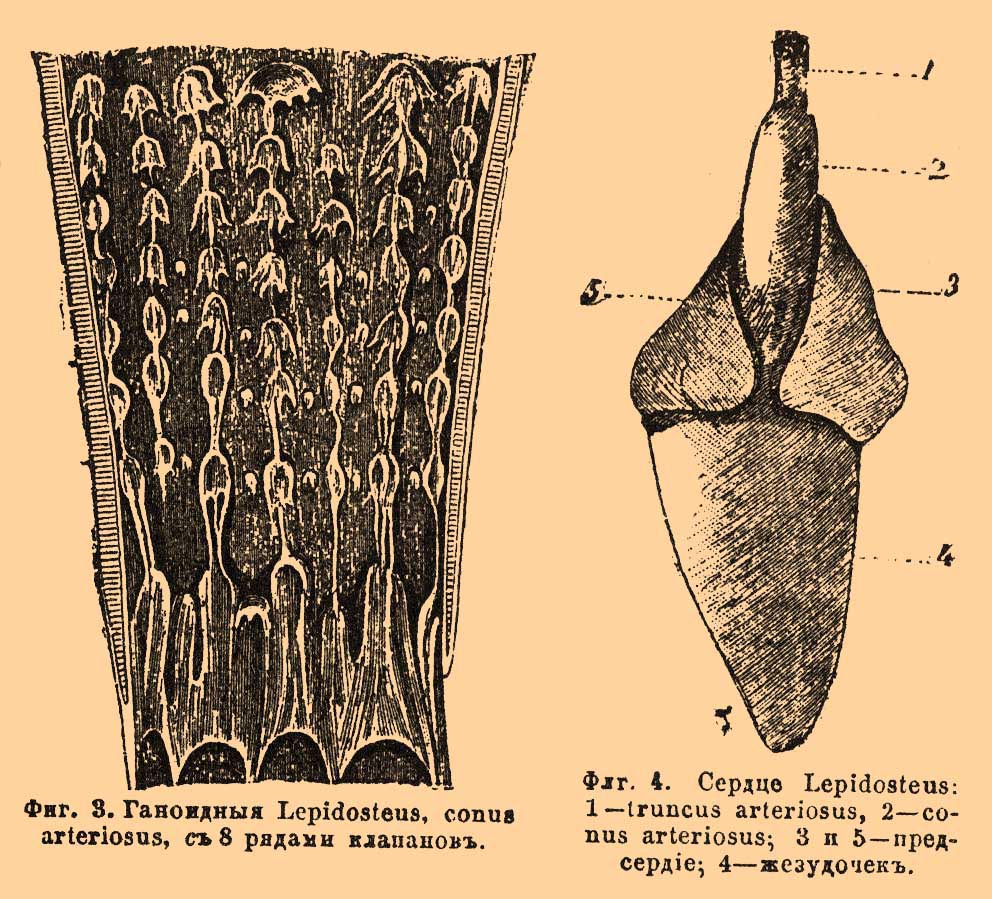 1
2
5
3
4
Фиг. 3. Ганоидныя Lepidosteus, conus
arteriosus, съ 8 рядами клапановъ.
Фиг. 4. Сердце Lepidosteus:
1—truncus arteriosus, 2—co-
nus arteriosus; 3 и 5—пред-
сердіе; 4—жезудочекъ.